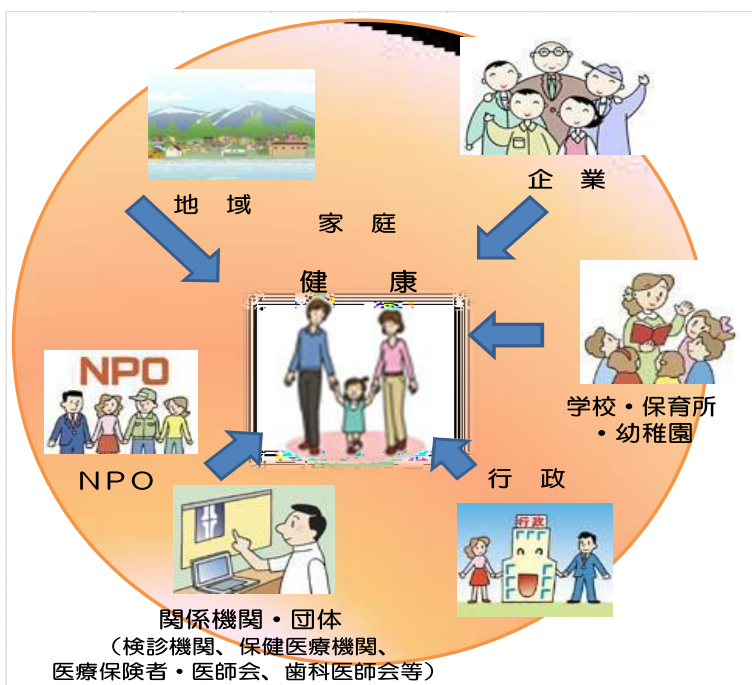 企　業
地　域
家　庭
健　康
学校・保育所
・幼稚園
NPO
NPO
行　政
行政
関係機関・団体
（検診機関、保健医療機関、
医療保険者・医師会、歯科医師会等）